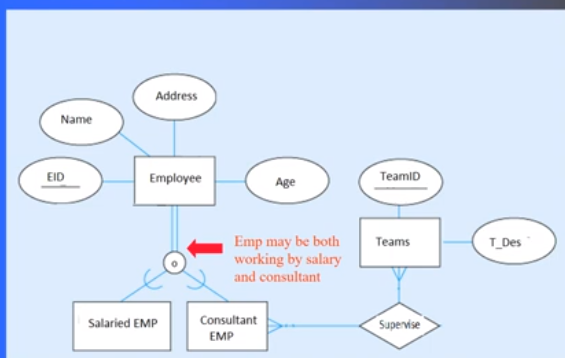 Address
Name
EID
Employee
Age
TeamID
Emp may be both
working by salary
and consultant
Teams
T_Des
o
Salaried EMP
Consultant
EMP
Supervise